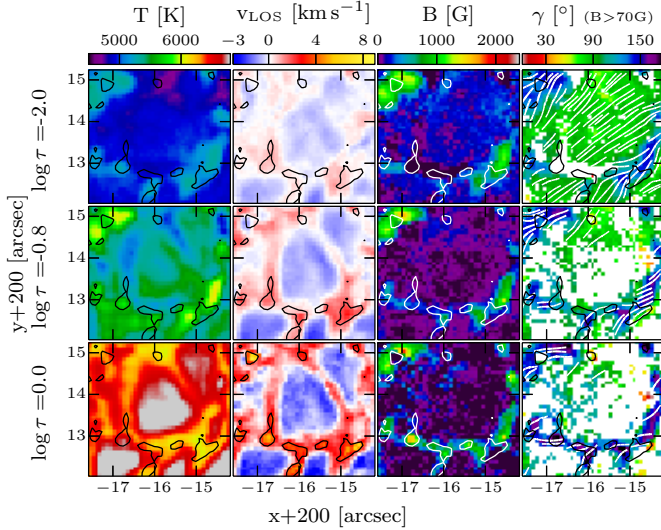 T [K] v_LOS [km s⁻¹] B [G] γ [°] (B>70G)
5000 6000 −3 0 4 8 0 1000 2000 30 90 150
log τ =-2.0
15
14
13
y+200 [arcsec]
log τ =-0.8
15
14
13
log τ =0.0
15
14
13
−17 −16 −15 −17 −16 −15 −17 −16 −15 −17 −16 −15
x+200 [arcsec]